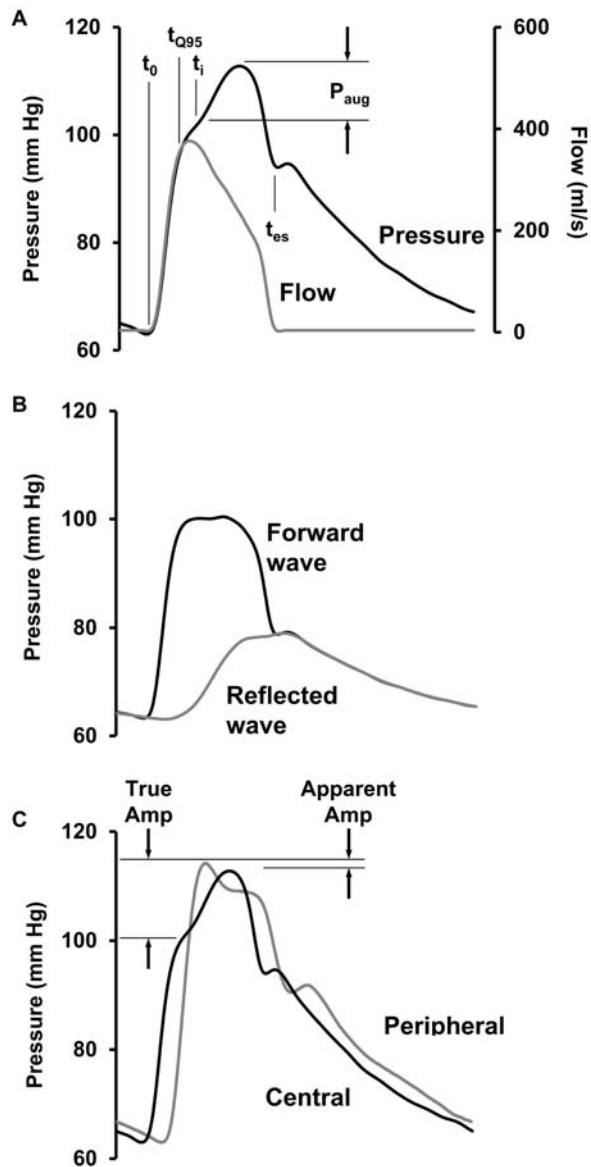 A
120
100
80
60
Pressure (mm Hg)
t0
tQ95
ti
Paug
tes
Pressure
Flow
600
400
200
0
Flow (ml/s)
B
120
100
80
60
Pressure (mm Hg)
Forward
wave
Reflected
wave
C
True
Amp
Apparent
Amp
120
100
80
60
Pressure (mm Hg)
Peripheral
Central